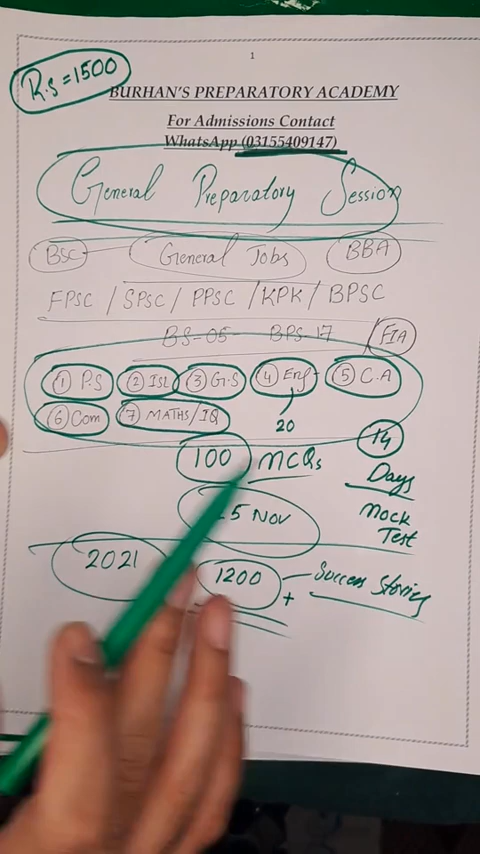 R.s = 1500
1
BURHAN'S PREPARATORY ACADEMY
For Admissions Contact
WhatsApp (03155409147)
General Preparatory Session
BSC General Jobs BBA
FPSC / SPSC / PPSC / KPK / BPSC
BS-05 - BPS-17 FIA
① P.S ② ISL ③ G.S ④ Eng ⑤ C.A
⑥ Com ⑦ MATHS/IQ 20
100 MCQs 14 Days
5 Nov Mock Test
2021 1200 + Success Stories